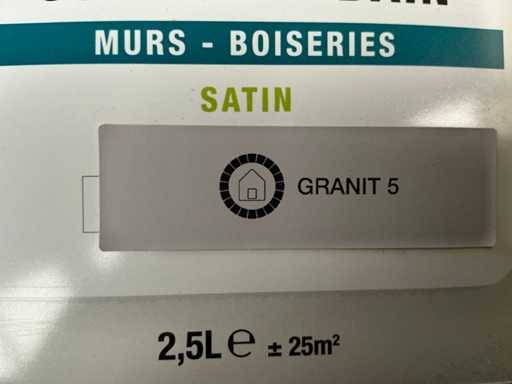 MURS - BOISERIES
SATIN
GRANIT 5
2,5L ℮ ± 25m²